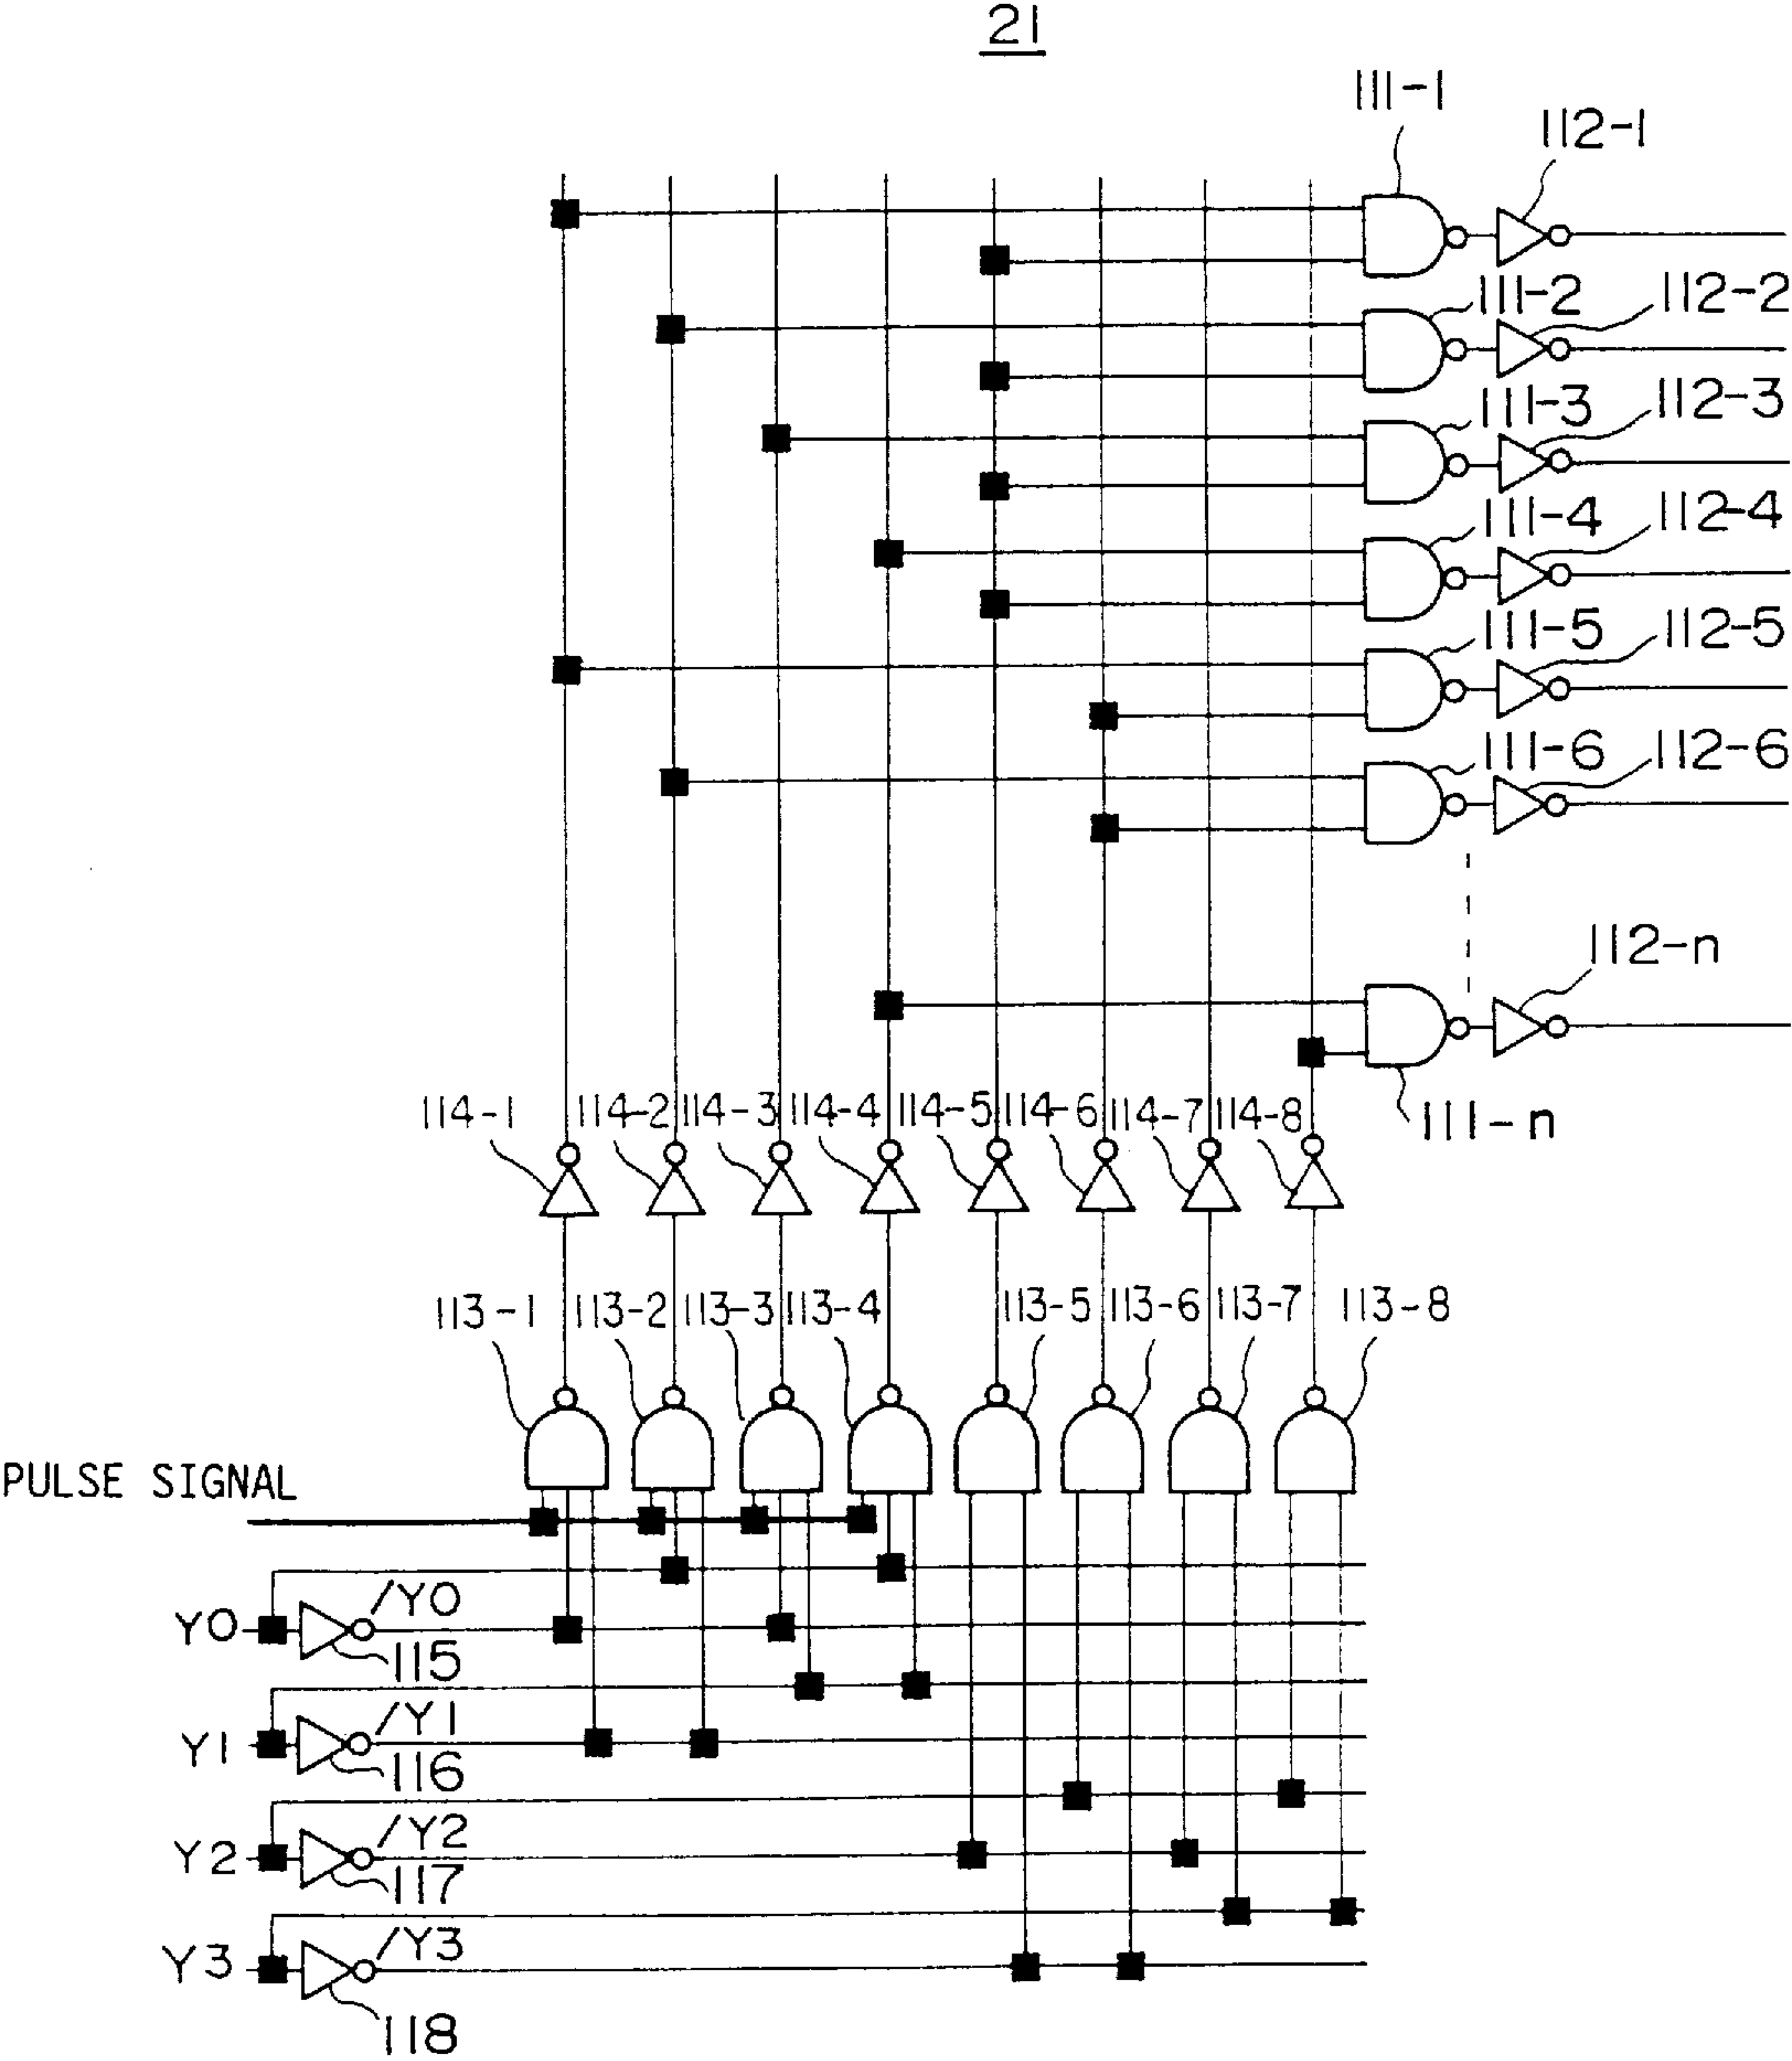 21
111-1
112-1
111-2
112-2
111-3
112-3
111-4
112-4
111-5
112-5
111-6
112-6
112-n
111-n
114-1 114-2 114-3 114-4 114-5 114-6 114-7 114-8
113-1 113-2 113-3 113-4 113-5 113-6 113-7 113-8
PULSE SIGNAL
/Y0
Y0
115
/Y1
Y1
116
/Y2
Y2
117
/Y3
Y3
118